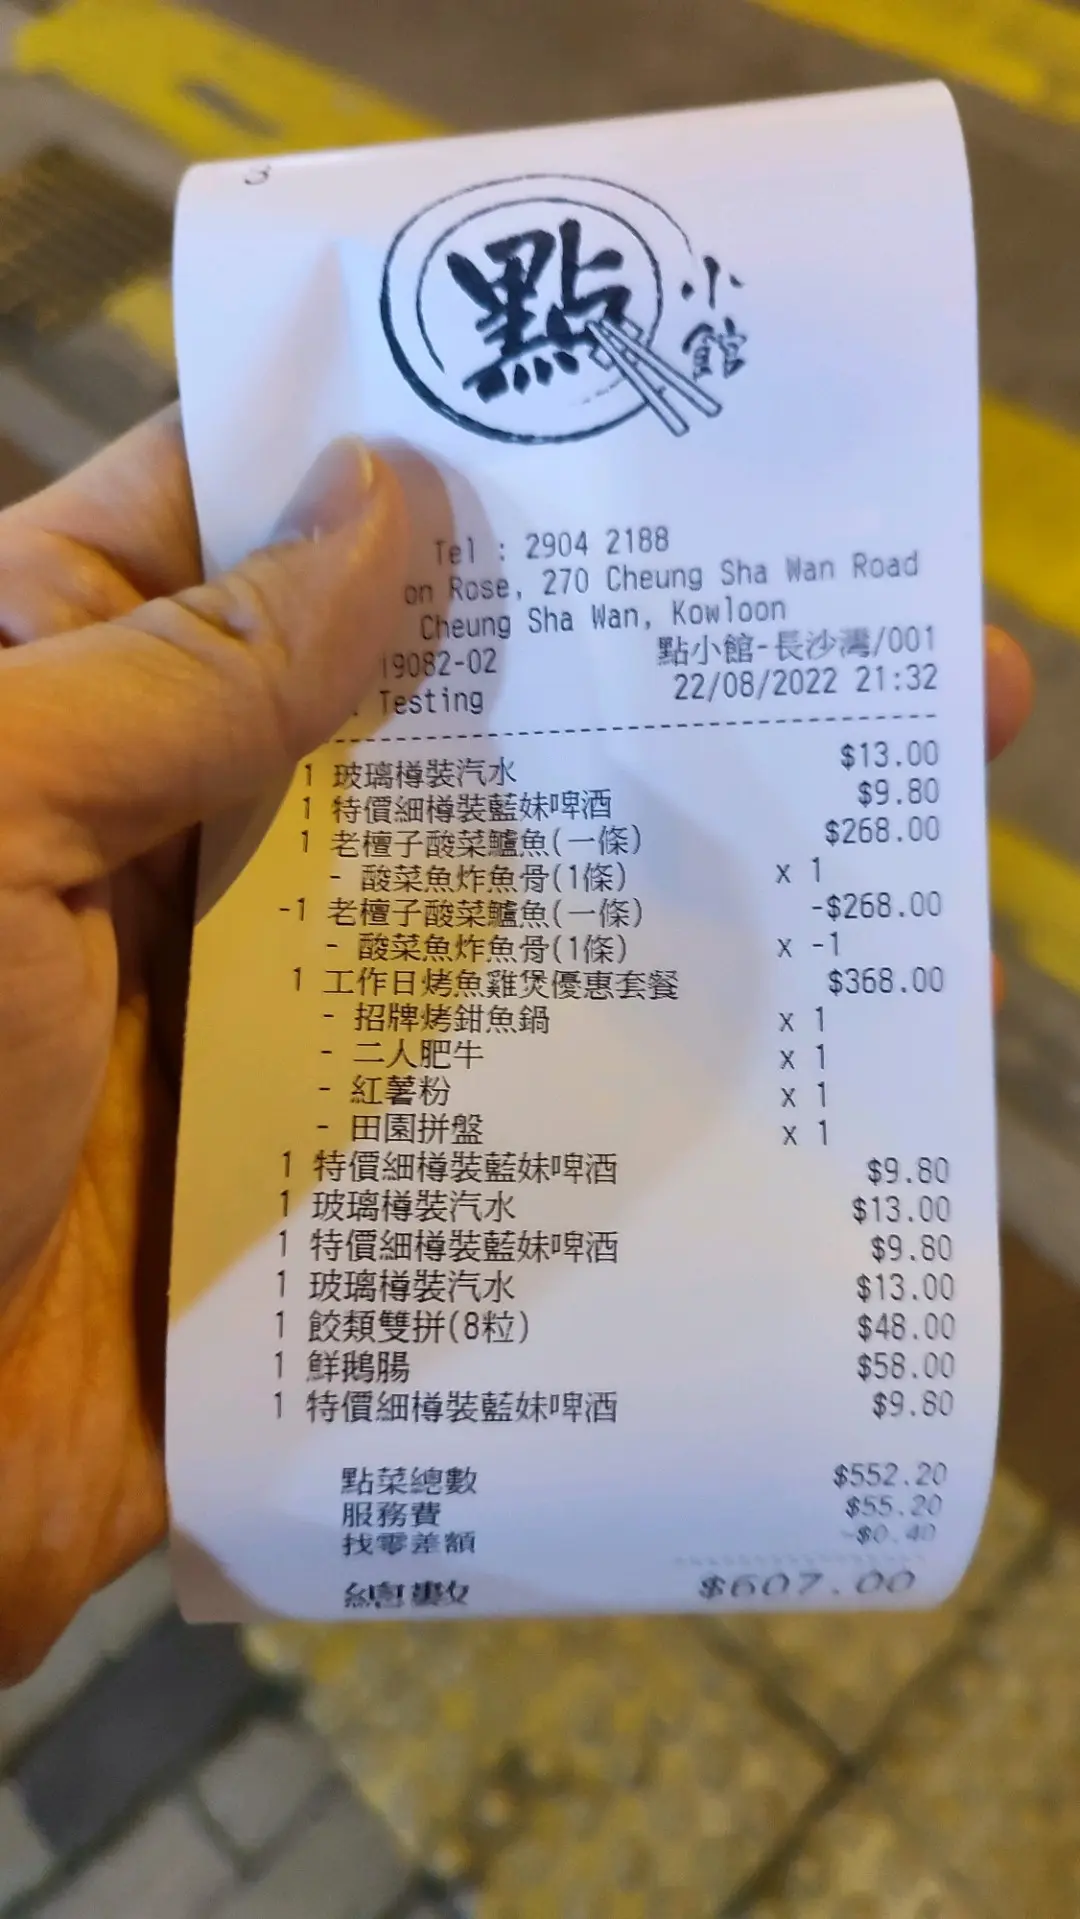 3
點
小館
Tel : 2904 2188
on Rose, 270 Cheung Sha Wan Road
Cheung Sha Wan, Kowloon
19082-02 點小館-長沙灣/001
. Testing 22/08/2022 21:32
1 玻璃樽裝汽水 $13.00
1 特價細樽裝藍妹啤酒 $9.80
1 老檀子酸菜鱸魚(一條) $268.00
- 酸菜魚炸魚骨(1條) x 1
-1 老檀子酸菜鱸魚(一條) -$268.00
- 酸菜魚炸魚骨(1條) x -1
1 工作日烤魚雞煲優惠套餐 $368.00
- 招牌烤鉗魚鍋 x 1
- 二人肥牛 x 1
- 紅薯粉 x 1
- 田園拼盤 x 1
1 特價細樽裝藍妹啤酒 $9.80
1 玻璃樽裝汽水 $13.00
1 特價細樽裝藍妹啤酒 $9.80
1 玻璃樽裝汽水 $13.00
1 餃類雙拼(8粒) $48.00
1 鮮鵝腸 $58.00
1 特價細樽裝藍妹啤酒 $9.80
點菜總數 $552.20
服務費 $55.20
找零差額 -$0.40
總數 $607.00